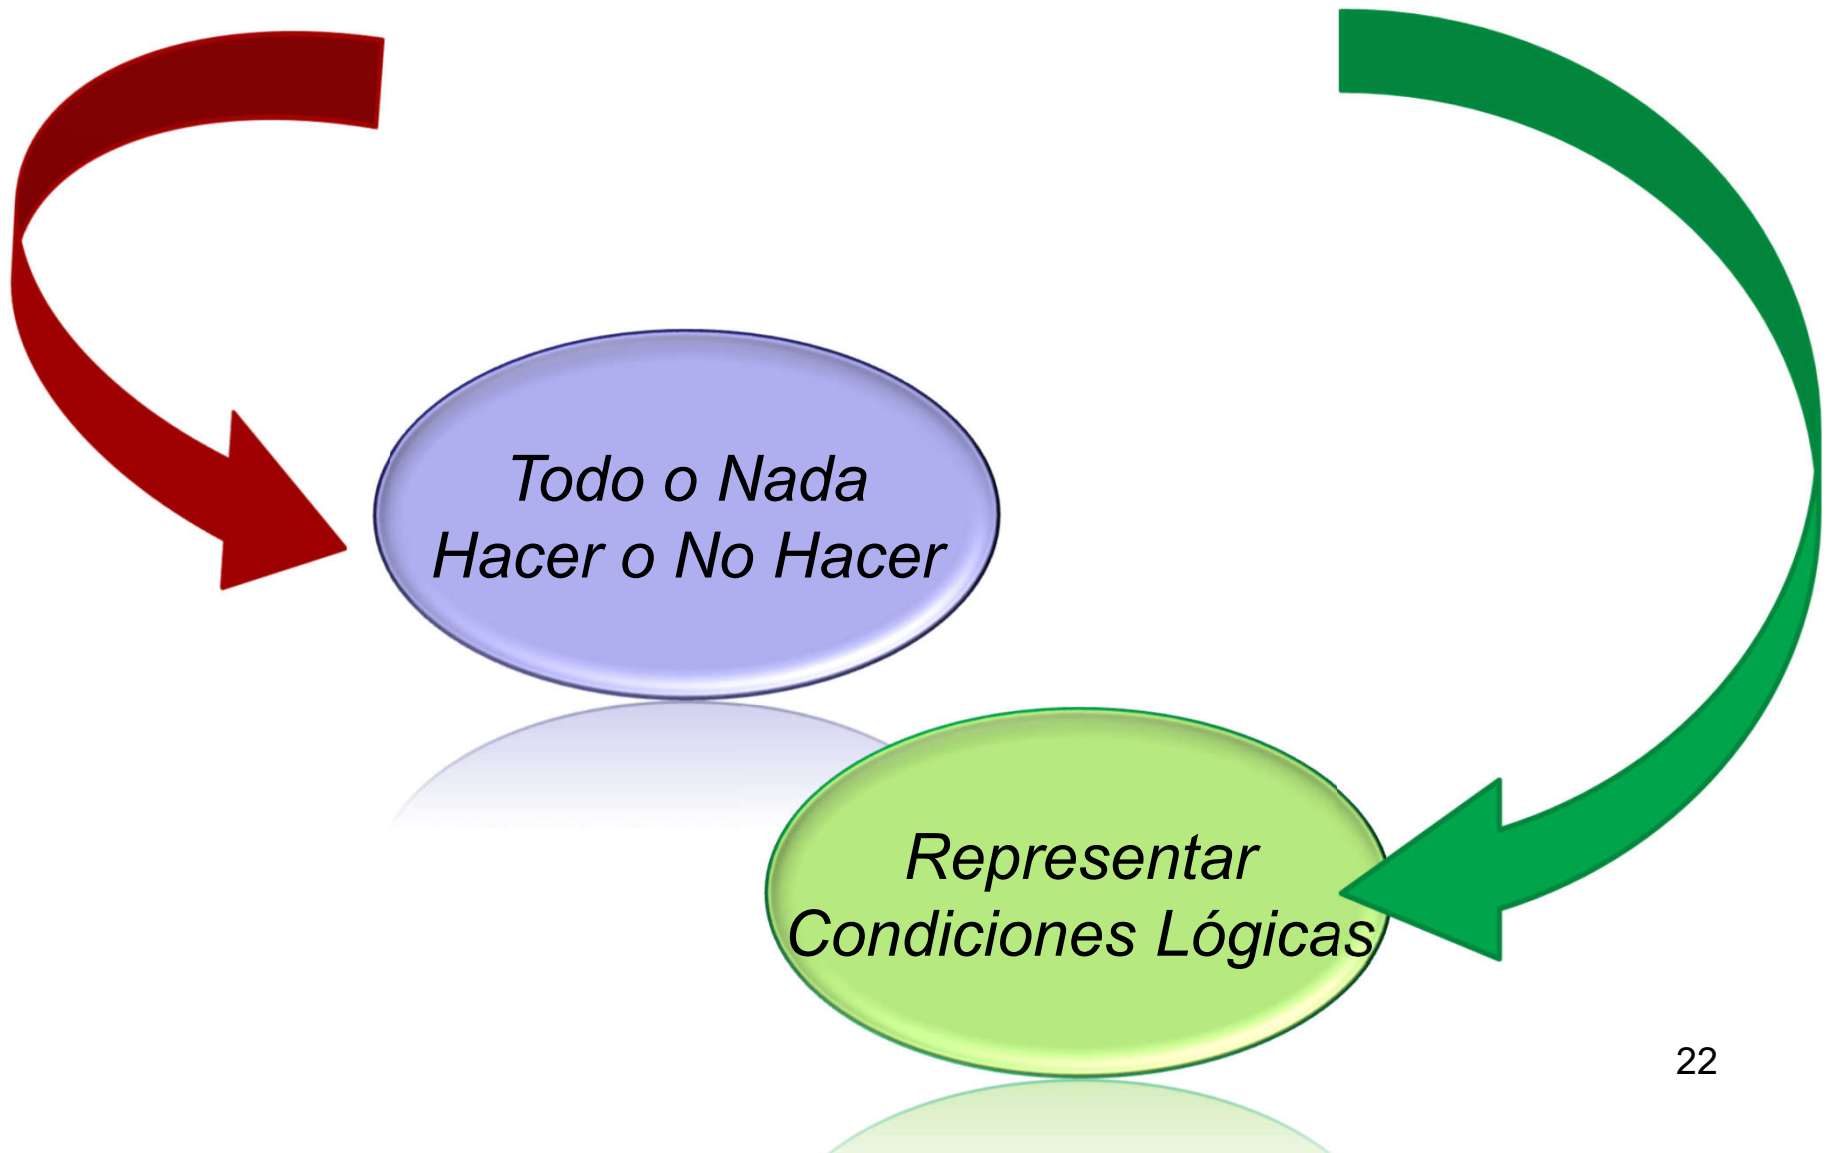 Todo o Nada
Hacer o No Hacer
Representar
Condiciones Lógicas
22